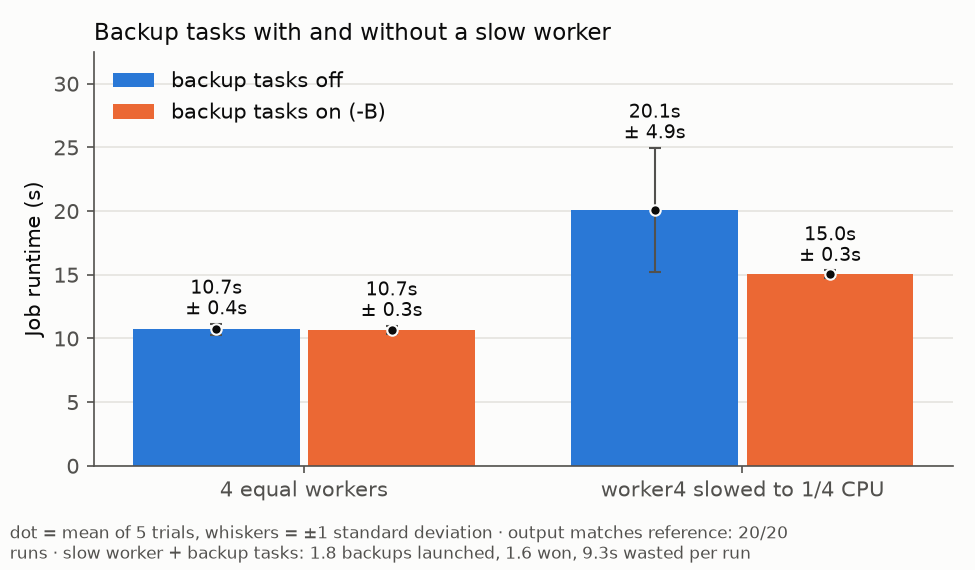 Backup tasks with and without a slow worker
backup tasks off
backup tasks on (-B)
Job runtime (s)
30
25
20
15
10
5
0
10.7s
± 0.4s
10.7s
± 0.3s
20.1s
± 4.9s
15.0s
± 0.3s
4 equal workers
worker4 slowed to 1/4 CPU
dot = mean of 5 trials, whiskers = ±1 standard deviation · output matches reference: 20/20
runs · slow worker + backup tasks: 1.8 backups launched, 1.6 won, 9.3s wasted per run